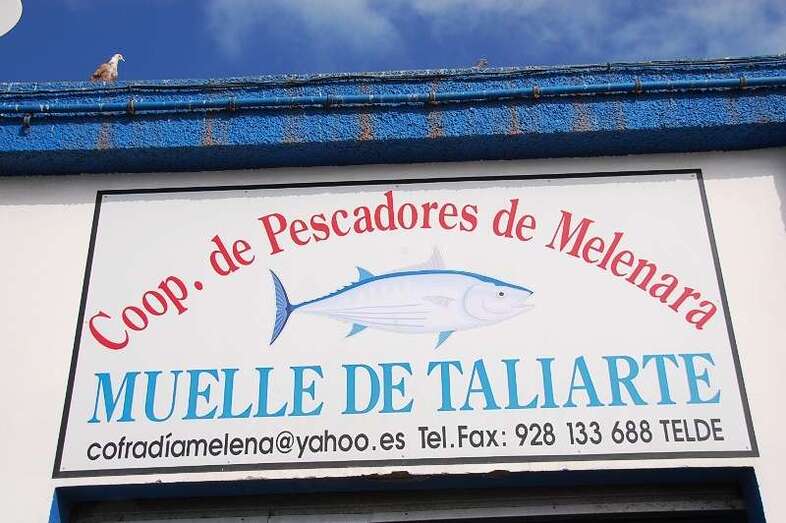 Coop. de Pescadores de Melenara
MUELLE DE TALIARTE
cofradíamelena@yahoo.es Tel.Fax: 928 133 688 TELDE